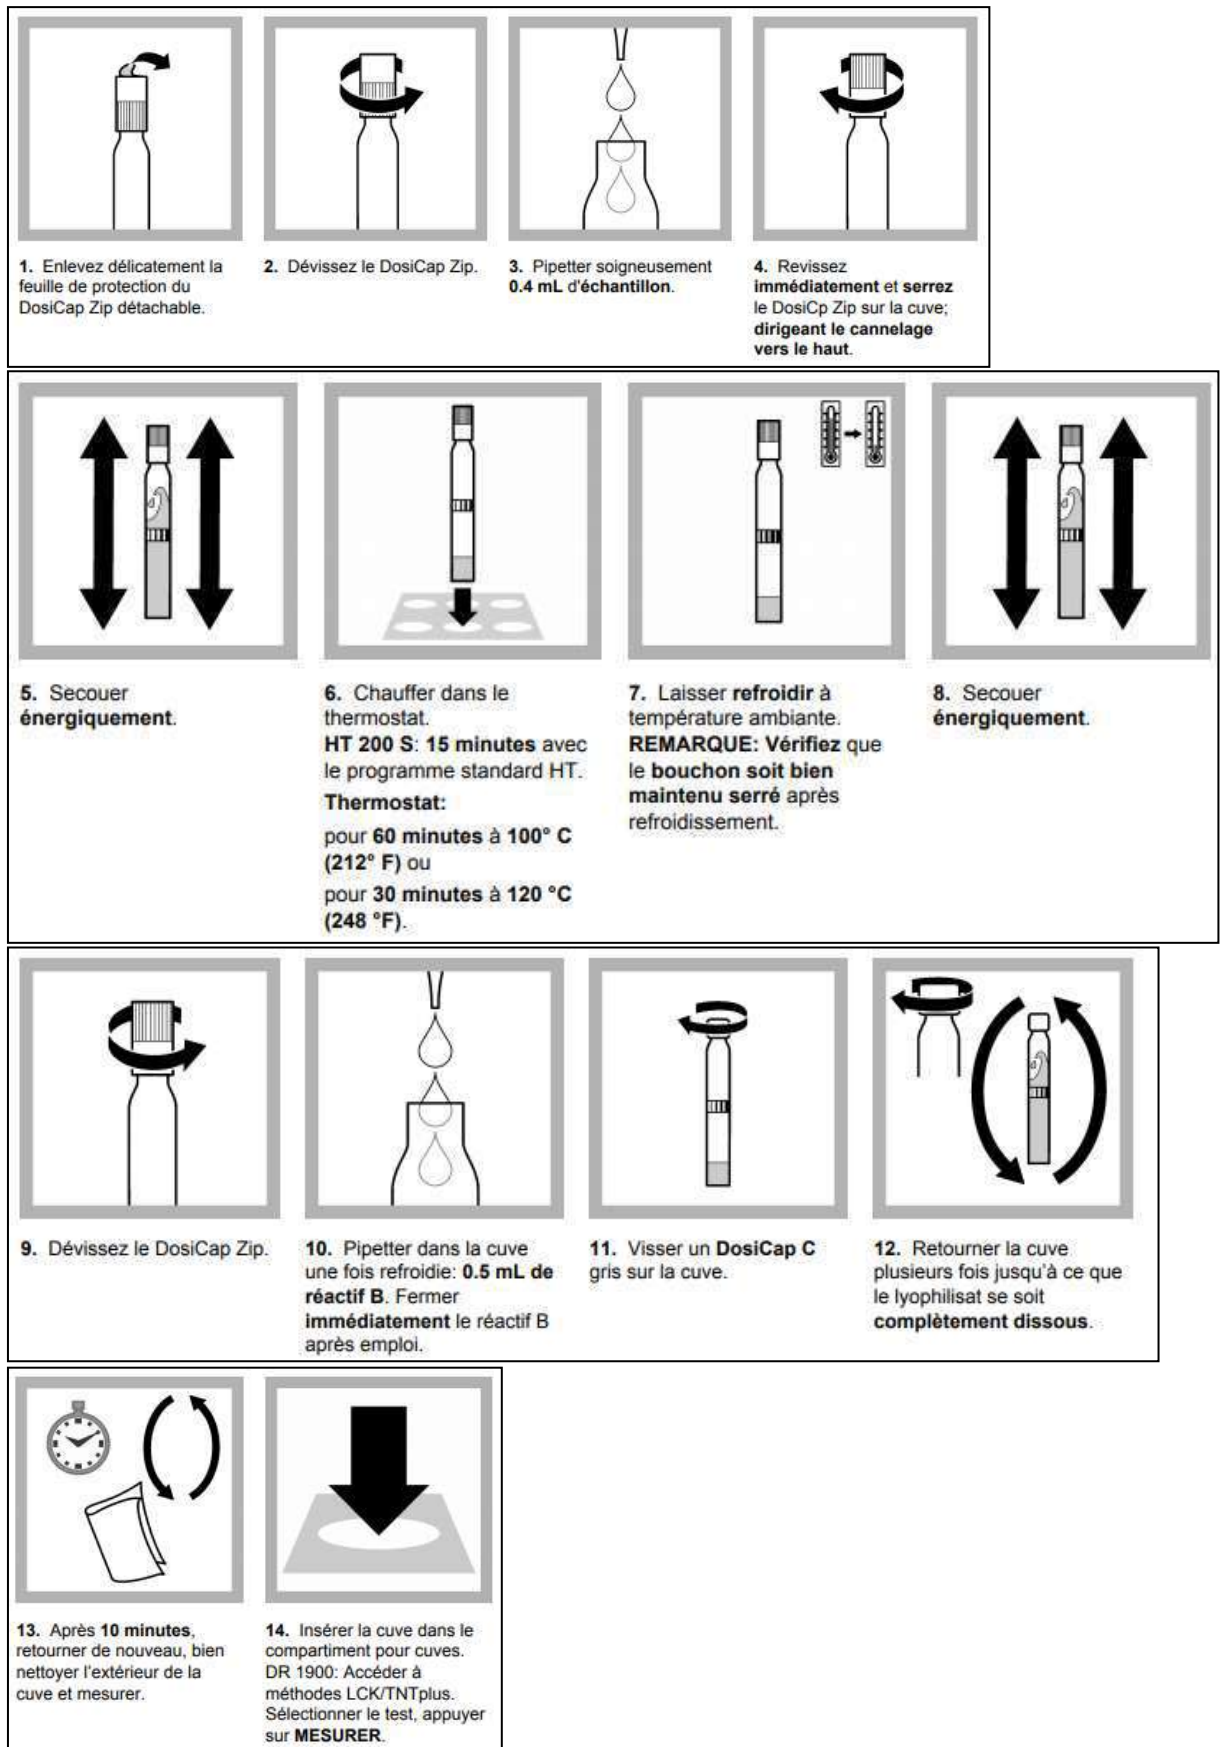 1. Enlevez délicatement la
feuille de protection du
DosiCap Zip détachable.
2. Dévissez le DosiCap Zip.
3. Pipetter soigneusement
0.4 mL d'échantillon.
4. Revissez
immédiatement et serrez
le DosiCp Zip sur la cuve;
dirigeant le cannelage
vers le haut.
5. Secouer
énergiquement.
6. Chauffer dans le
thermostat.
HT 200 S: 15 minutes avec
le programme standard HT.
Thermostat:
pour 60 minutes à 100° C
(212° F) ou
pour 30 minutes à 120 °C
(248 °F).
7. Laisser refroidir à
température ambiante.
REMARQUE: Vérifiez que
le bouchon soit bien
maintenu serré après
refroidissement.
8. Secouer
énergiquement.
9. Dévissez le DosiCap Zip.
10. Pipetter dans la cuve
une fois refroidie: 0.5 mL de
réactif B. Fermer
immédiatement le réactif B
après emploi.
11. Visser un DosiCap C
gris sur la cuve.
12. Retourner la cuve
plusieurs fois jusqu'à ce que
le lyophilisat se soit
complètement dissous.
13. Après 10 minutes,
retourner de nouveau, bien
nettoyer l'extérieur de la
cuve et mesurer.
14. Insérer la cuve dans le
compartiment pour cuves.
DR 1900: Accéder à
méthodes LCK/TNTplus.
Sélectionner le test, appuyer
sur MESURER.